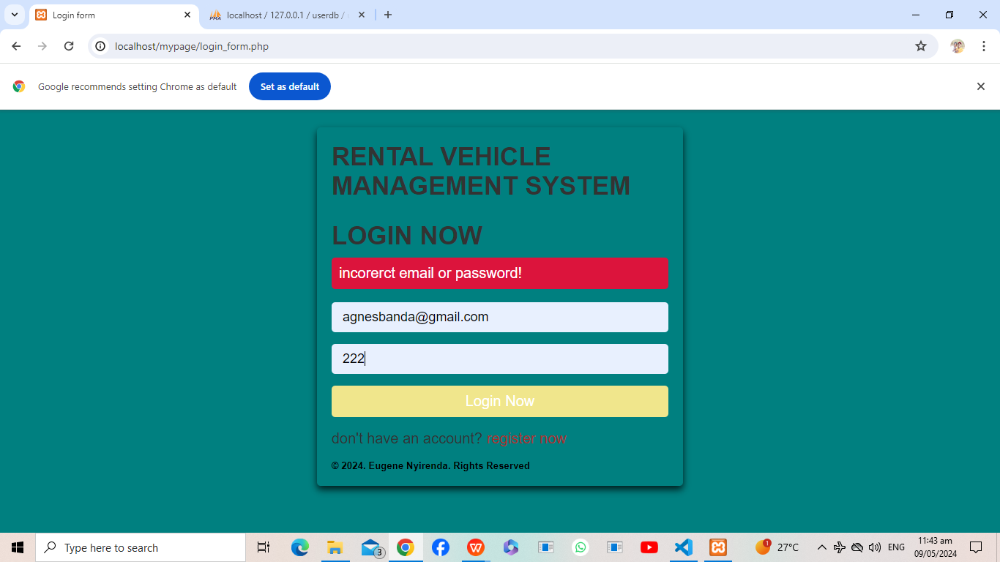 Login form
PMA
localhost / 127.0.0.1 / userdb /
localhost/mypage/login_form.php
Google recommends setting Chrome as default
Set as default
RENTAL VEHICLE
MANAGEMENT SYSTEM
LOGIN NOW
incorerct email or password!
agnesbanda@gmail.com
222
Login Now
don't have an account? register now
© 2024. Eugene Nyirenda. Rights Reserved
Type here to search
3
1
27°C
ENG
11:43 am
09/05/2024